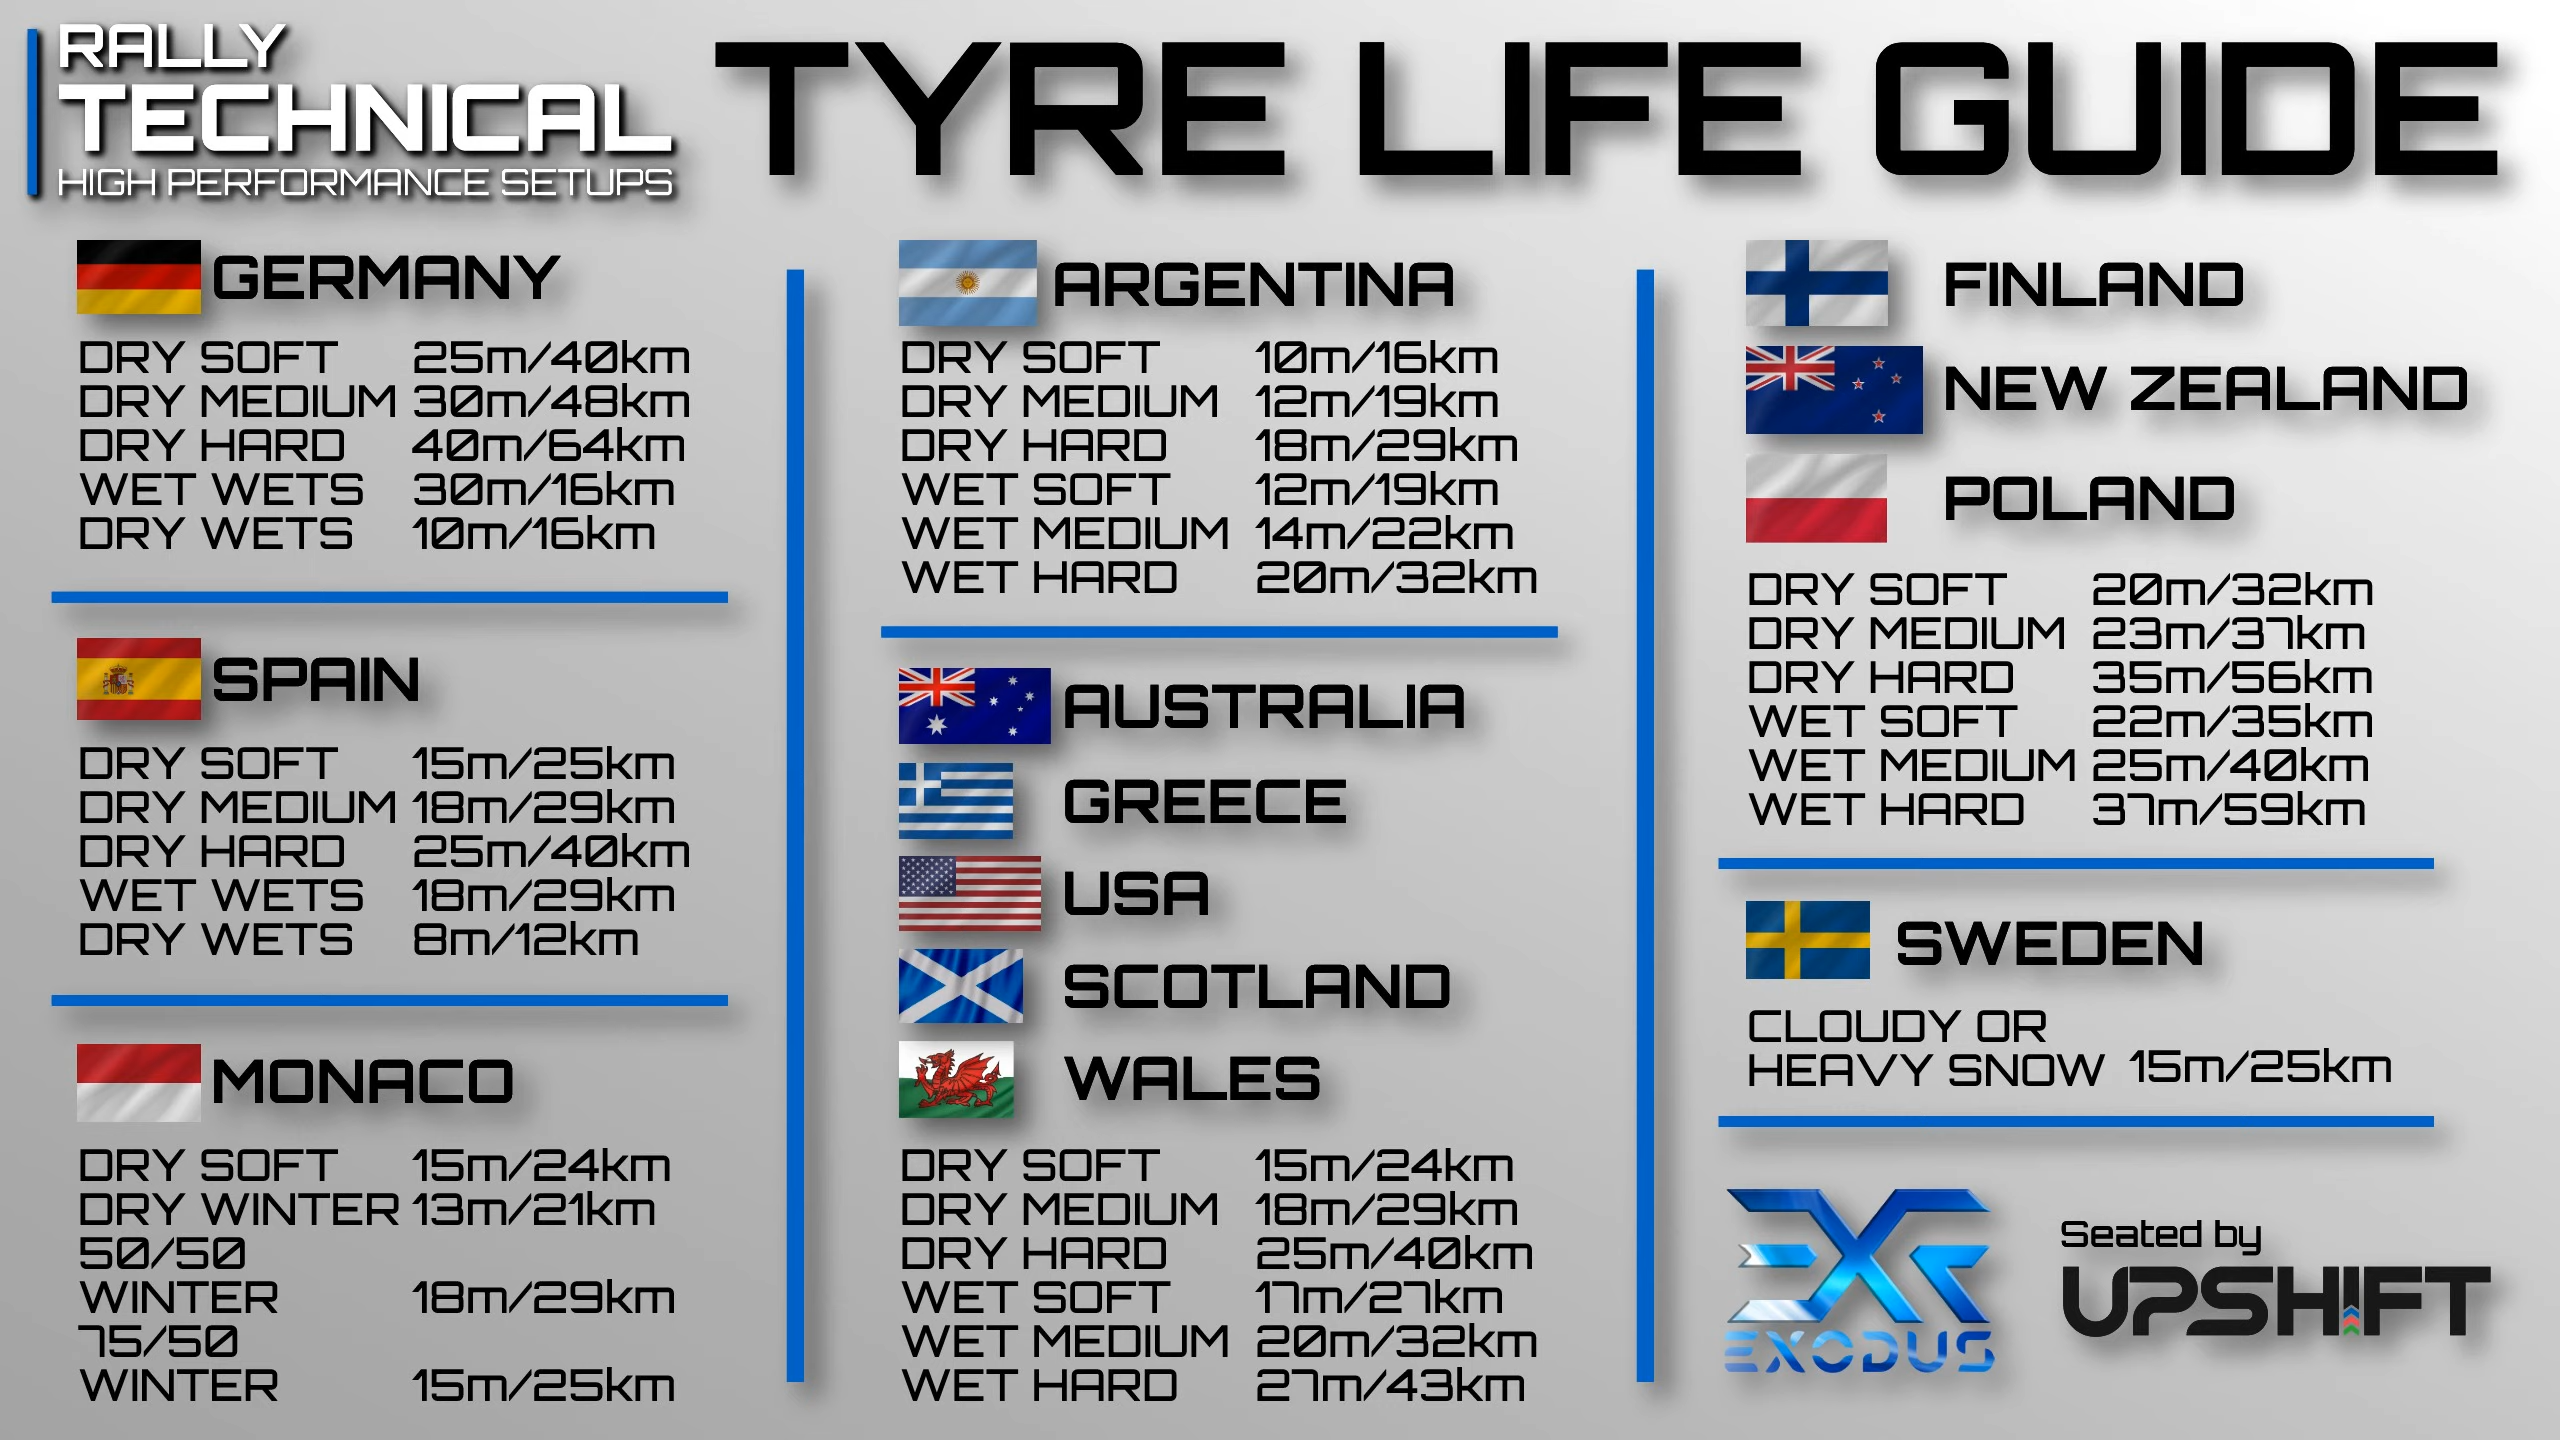 RALLY
TECHNICAL
HIGH PERFORMANCE SETUPS
TYRE LIFE GUIDE
GERMANY
DRY SOFT 25m/40km
DRY MEDIUM 30m/48km
DRY HARD 40m/64km
WET WETS 30m/16km
DRY WETS 10m/16km
SPAIN
DRY SOFT 15m/25km
DRY MEDIUM 18m/29km
DRY HARD 25m/40km
WET WETS 18m/29km
DRY WETS 8m/12km
MONACO
DRY SOFT 15m/24km
DRY WINTER 13m/21km
50/50
WINTER 18m/29km
75/50
WINTER 15m/25km
ARGENTINA
DRY SOFT 10m/16km
DRY MEDIUM 12m/19km
DRY HARD 18m/29km
WET SOFT 12m/19km
WET MEDIUM 14m/22km
WET HARD 20m/32km
AUSTRALIA
GREECE
USA
SCOTLAND
WALES
DRY SOFT 15m/24km
DRY MEDIUM 18m/29km
DRY HARD 25m/40km
WET SOFT 17m/27km
WET MEDIUM 20m/32km
WET HARD 27m/43km
FINLAND
NEW ZEALAND
POLAND
DRY SOFT 20m/32km
DRY MEDIUM 23m/37km
DRY HARD 35m/56km
WET SOFT 22m/35km
WET MEDIUM 25m/40km
WET HARD 37m/59km
SWEDEN
CLOUDY OR
HEAVY SNOW 15m/25km
EXR
EXODUS
Seated by
UPSHIFT